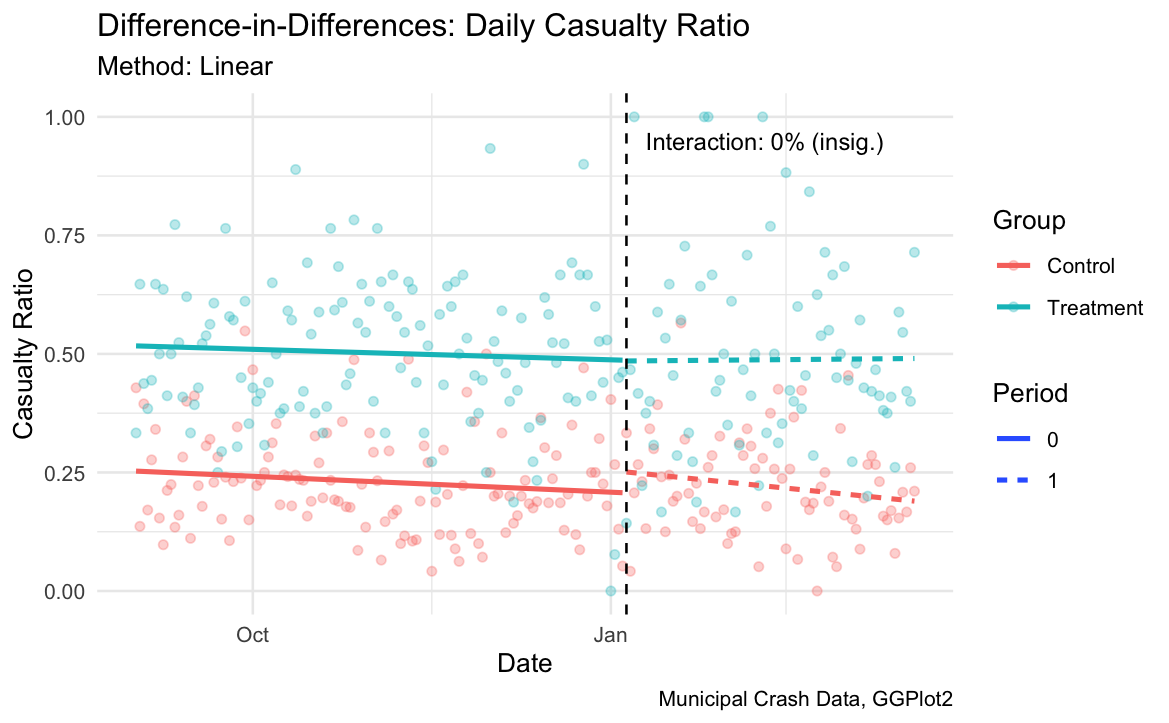 Difference-in-Differences: Daily Casualty Ratio
Method: Linear
1.00
0.75
0.50
0.25
0.00
Casualty Ratio
Interaction: 0% (insig.)
Oct
Jan
Date
Group
Control
Treatment
Period
0
1
Municipal Crash Data, GGPlot2